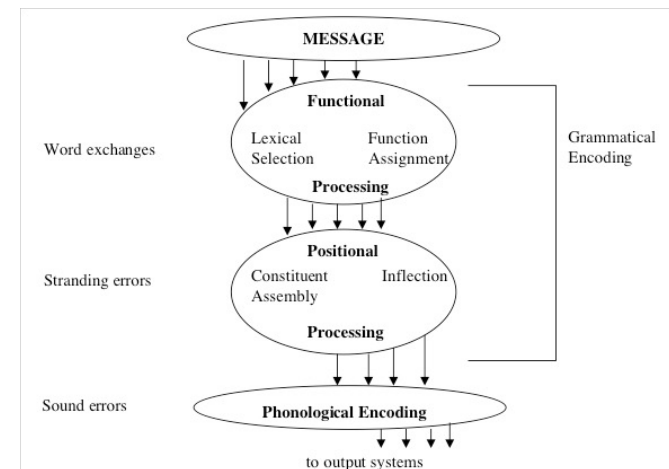 MESSAGE
Functional
Word exchanges
Lexical Selection
Function Assignment
Grammatical Encoding
Processing
Positional
Stranding errors
Constituent Assembly
Inflection
Processing
Sound errors
Phonological Encoding
to output systems